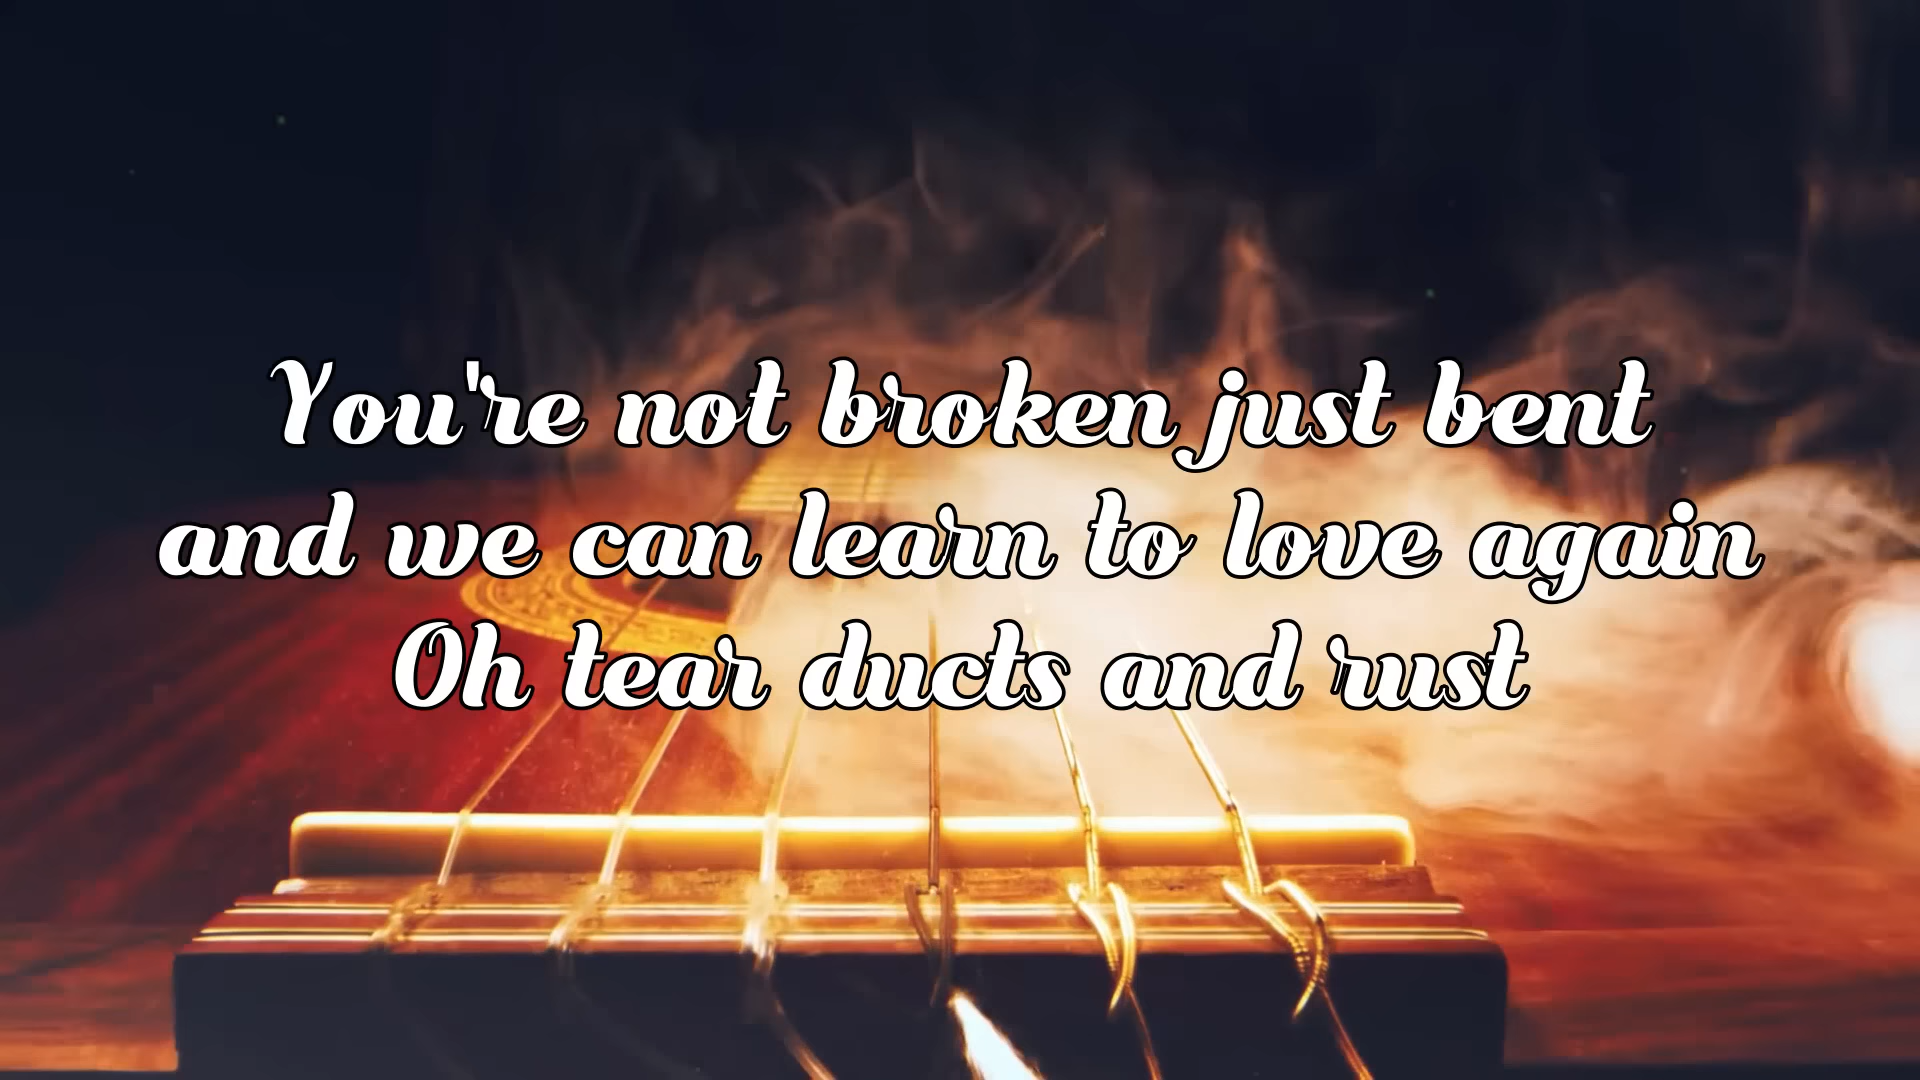 You're not broken just bent
and we can learn to love again
Oh tear ducts and rust